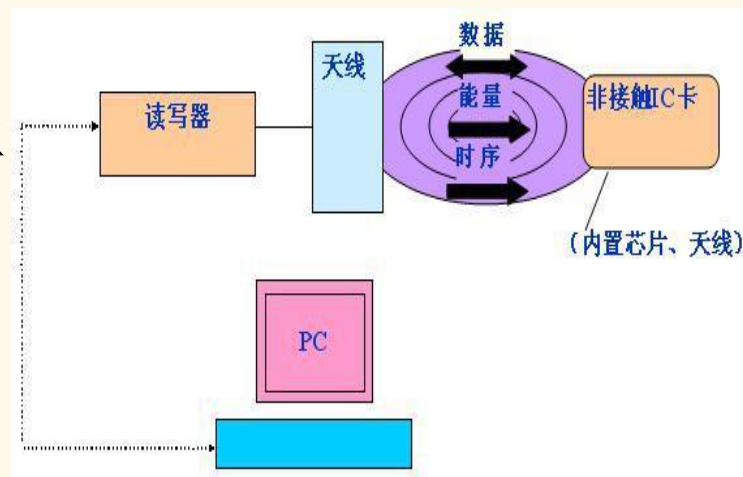 数据
天线
能量
非接触IC卡
读写器
时序
(内置芯片、天线)
PC